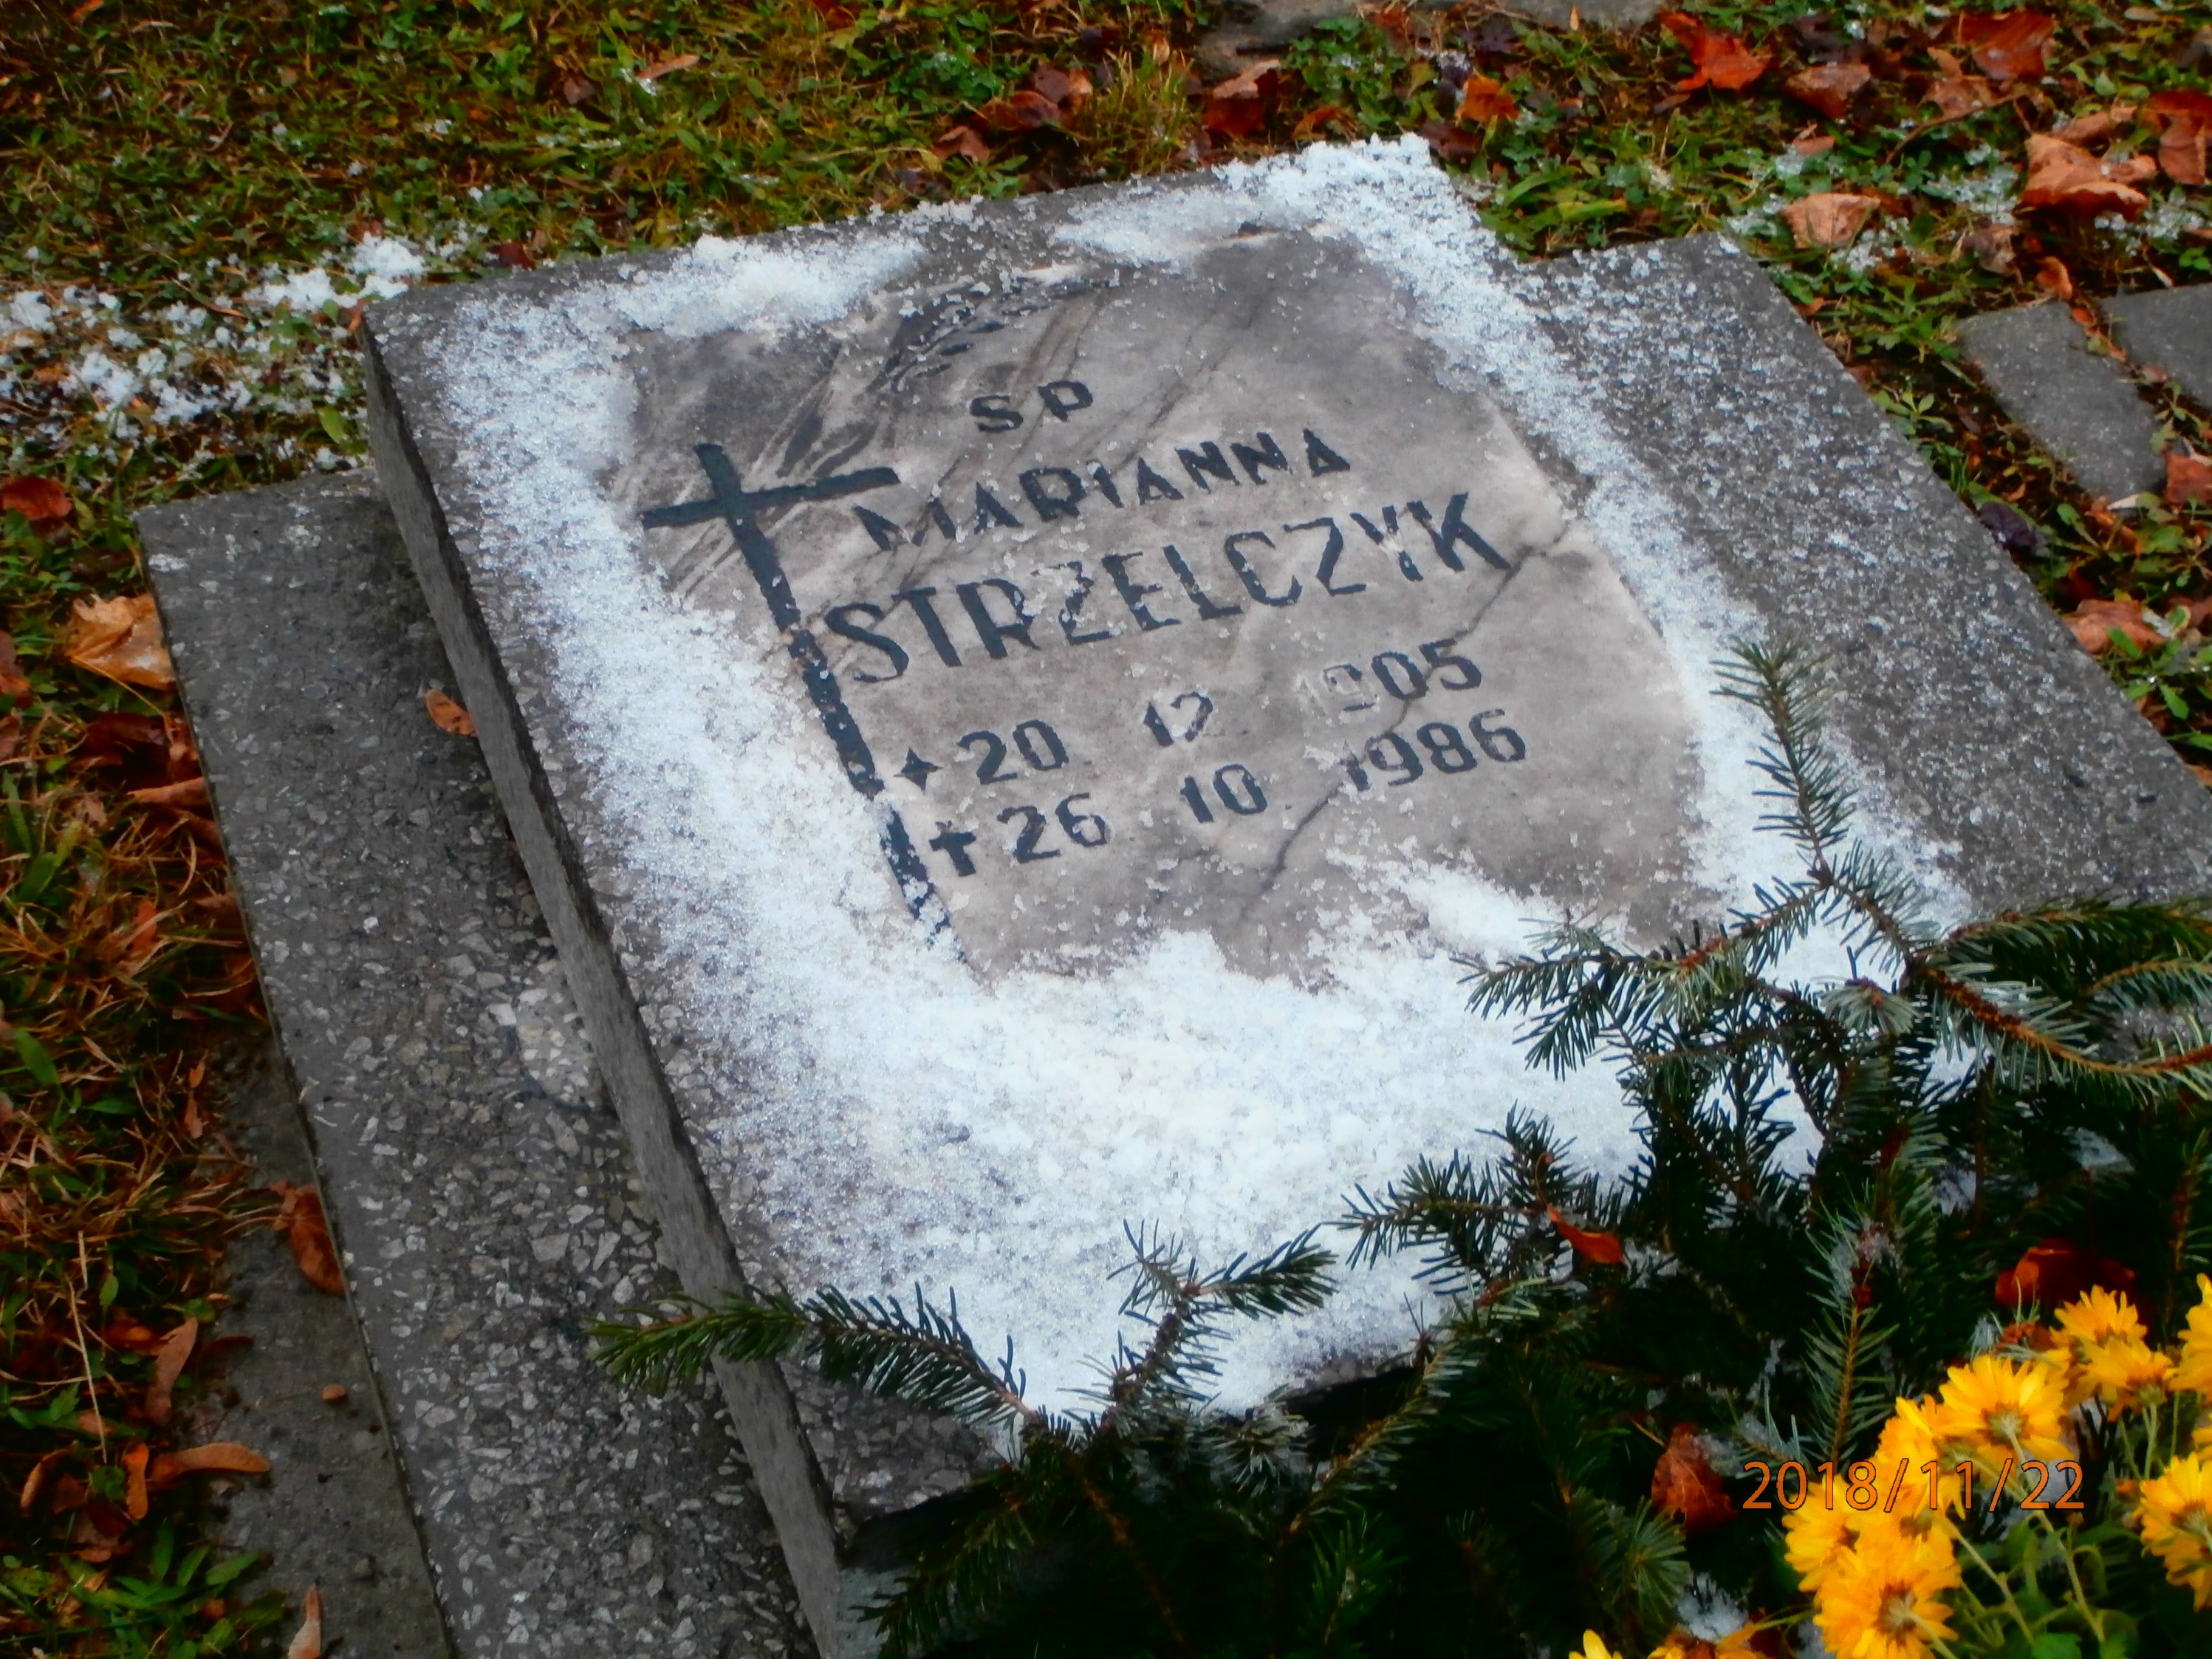 SP
MARIANNA
STRZELCZYK
✦ 20 12 1905
✝ 26 10 1986
2018/11/22